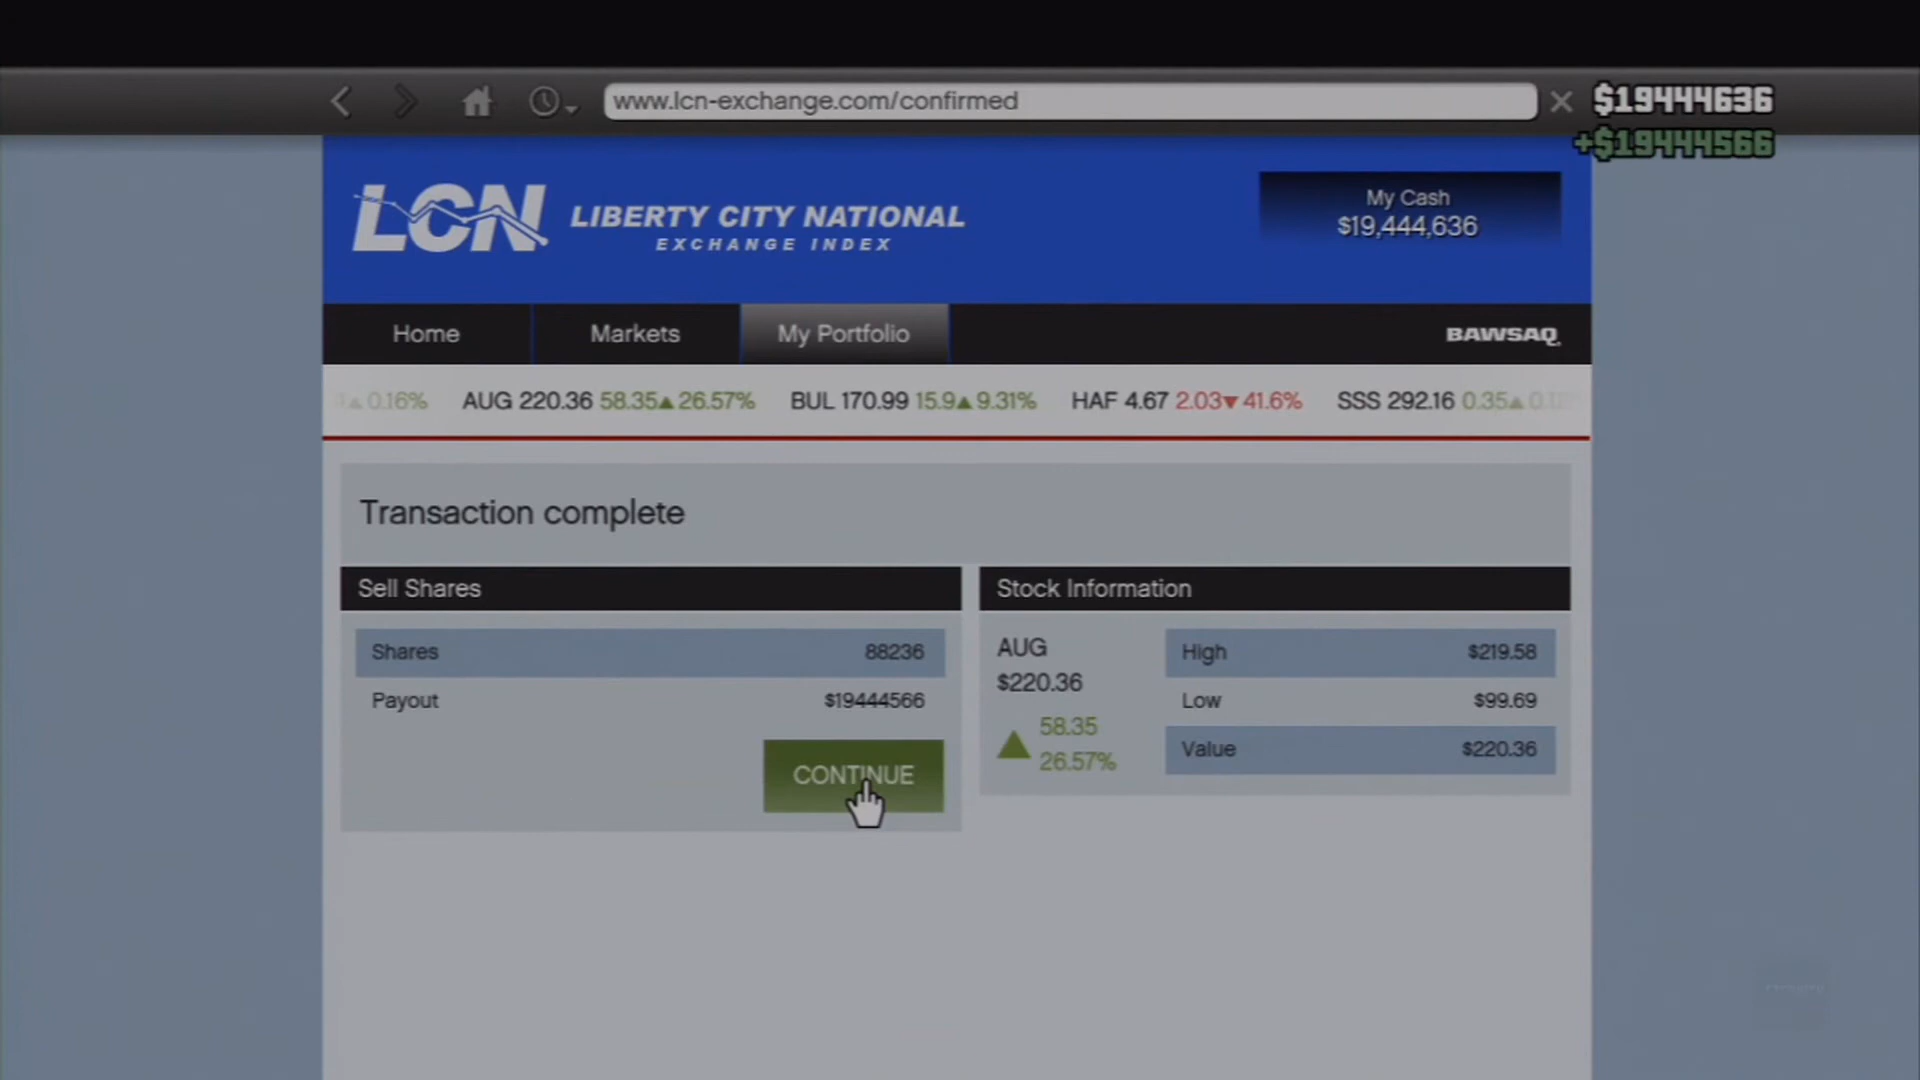 www.lcn-exchange.com/confirmed
$19444636
+$19444566
LCN LIBERTY CITY NATIONAL
EXCHANGE INDEX
My Cash
$19,444,636
Home Markets My Portfolio BAWSAQ
0.16% AUG 220.36 58.35▲26.57% BUL 170.99 15.9▲9.31% HAF 4.67 2.03▼41.6% SSS 292.16 0.35▲
Transaction complete
Sell Shares
Shares 88236
Payout $19444566
CONTINUE
Stock Information
AUG
$220.36
▲ 58.35
26.57%
High $219.58
Low $99.69
Value $220.36